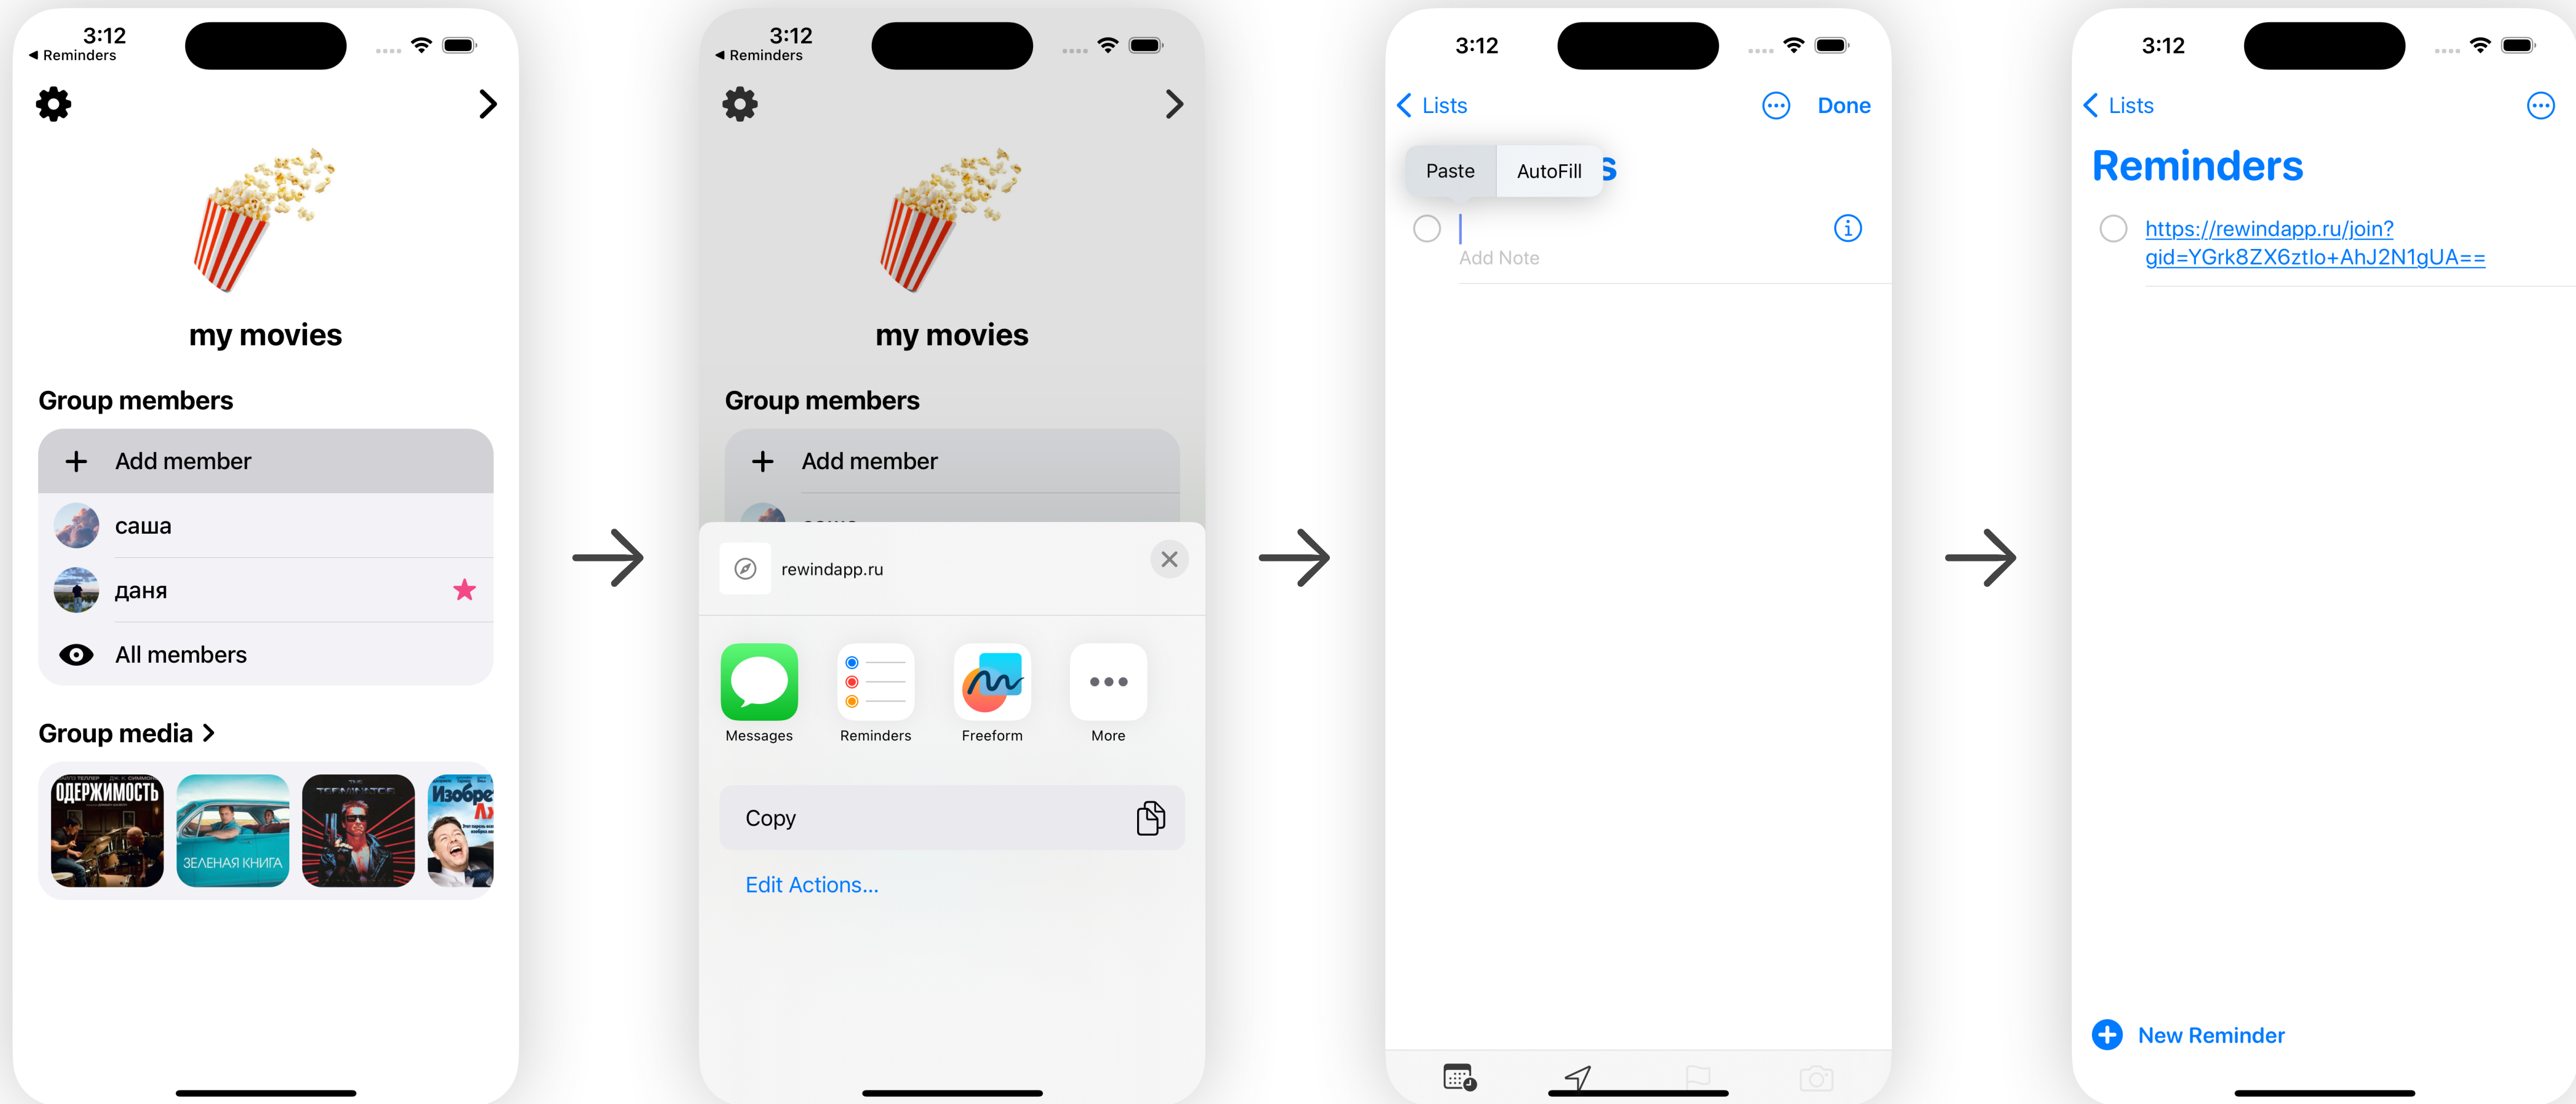 3:12
Reminders
my movies
Group members
Add member
саша
даня
All members
Group media
ОДЕРЖИМОСТЬ
ЗЕЛЕНАЯ КНИГА
THE
TERMINATOR
Изобре
3:12
Reminders
my movies
Group members
Add member
rewindapp.ru
Messages
Reminders
Freeform
More
Copy
Edit Actions...
3:12
Lists
Done
Paste
AutoFill
s
Add Note
3:12
Lists
Reminders
https://rewindapp.ru/join?
gid=YGrk8ZX6ztIo+AhJ2N1gUA==
New Reminder